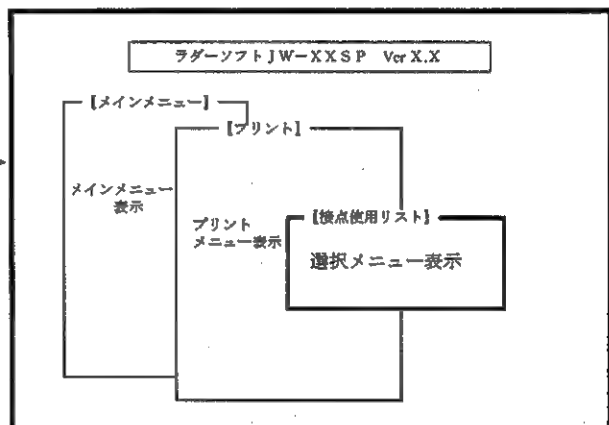 ラダーソフトJW-XXSP Ver X.X
【メインメニュー】
【プリント】
メインメニュー
表示
プリント
メニュー表示
【接点使用リスト】
選択メニュー表示